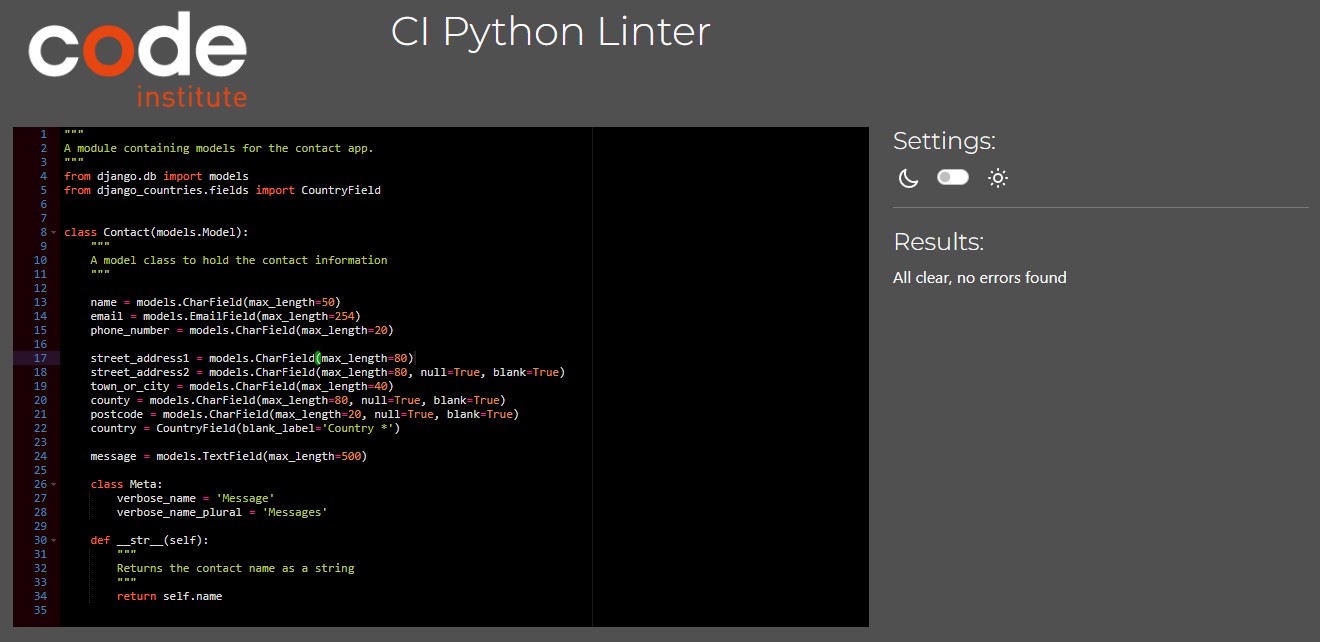 code
institute
CI Python Linter
1 """
2 A module containing models for the contact app.
3 """
4 from django.db import models
5 from django_countries.fields import CountryField
6
7
8 class Contact(models.Model):
9     """
10     A model class to hold the contact information
11     """
12
13     name = models.CharField(max_length=50)
14     email = models.EmailField(max_length=254)
15     phone_number = models.CharField(max_length=20)
16
17     street_address1 = models.CharField(max_length=80)
18     street_address2 = models.CharField(max_length=80, null=True, blank=True)
19     town_or_city = models.CharField(max_length=40)
20     county = models.CharField(max_length=80, null=True, blank=True)
21     postcode = models.CharField(max_length=20, null=True, blank=True)
22     country = CountryField(blank_label='Country *')
23
24     message = models.TextField(max_length=500)
25
26     class Meta:
27         verbose_name = 'Message'
28         verbose_name_plural = 'Messages'
29
30     def __str__(self):
31         """
32         Returns the contact name as a string
33         """
34         return self.name
35
Settings:
Results:
All clear, no errors found